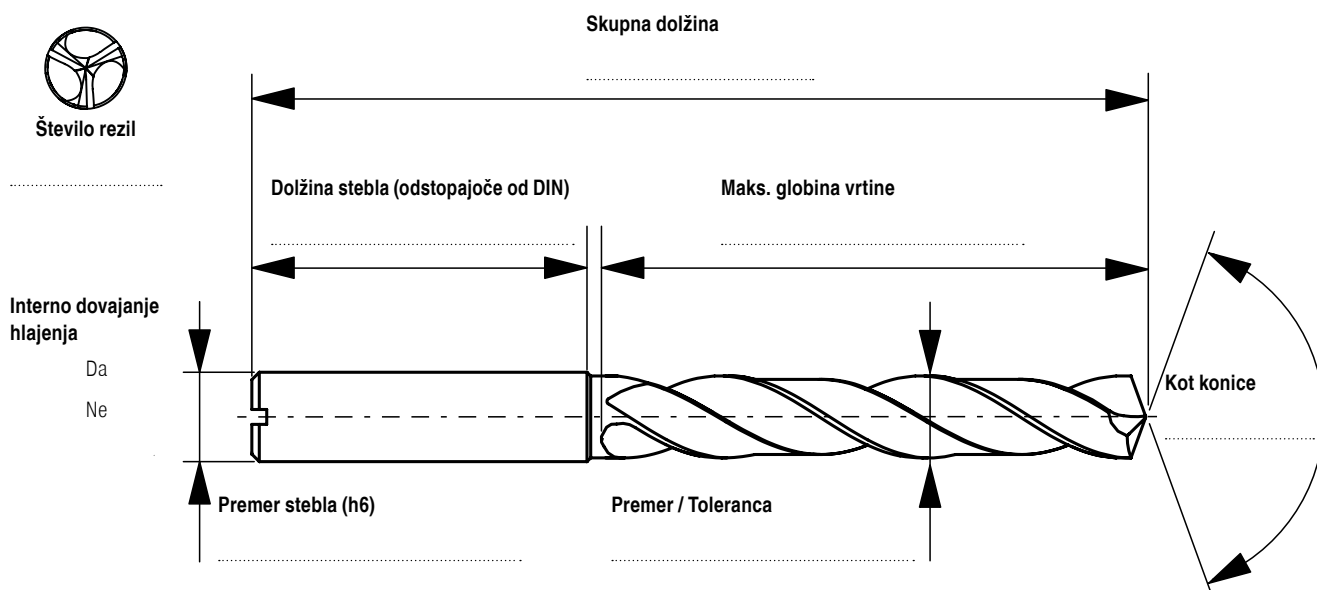 Skupna dolžina
Število rezil
Dolžina stebla (odstopajoče od DIN)
Maks. globina vrtine
Interno dovajanje
hlajenja
Da
Ne
Kot konice
Premer stebla (h6)
Premer / Toleranca